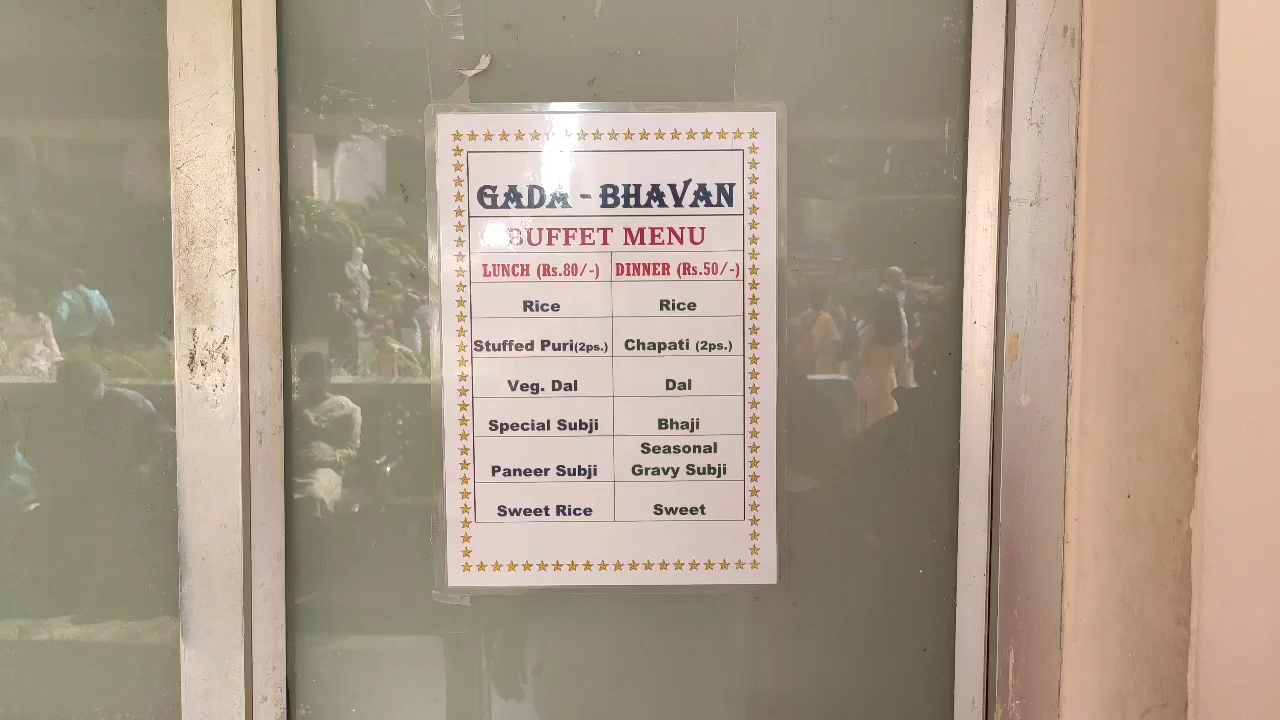 GADA - BHAVAN
BUFFET MENU
LUNCH (Rs.80/-) DINNER (Rs.50/-)
Rice Rice
Stuffed Puri(2ps.) Chapati (2ps.)
Veg. Dal Dal
Special Subji Bhaji
Paneer Subji Seasonal
Gravy Subji
Sweet Rice Sweet